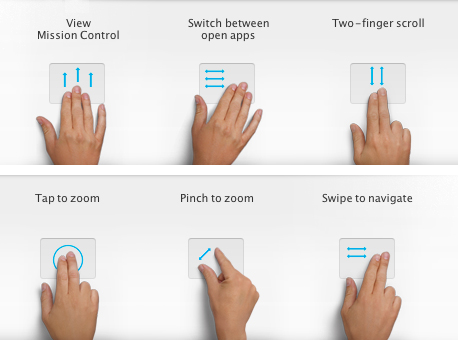 View
Mission Control
Switch between
open apps
Two-finger scroll
Tap to zoom
Pinch to zoom
Swipe to navigate